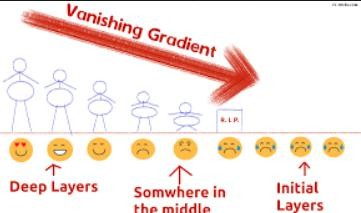 Vanishing Gradient
R.I.P.
Deep Layers
Somwhere in
the middle
Initial
Layers